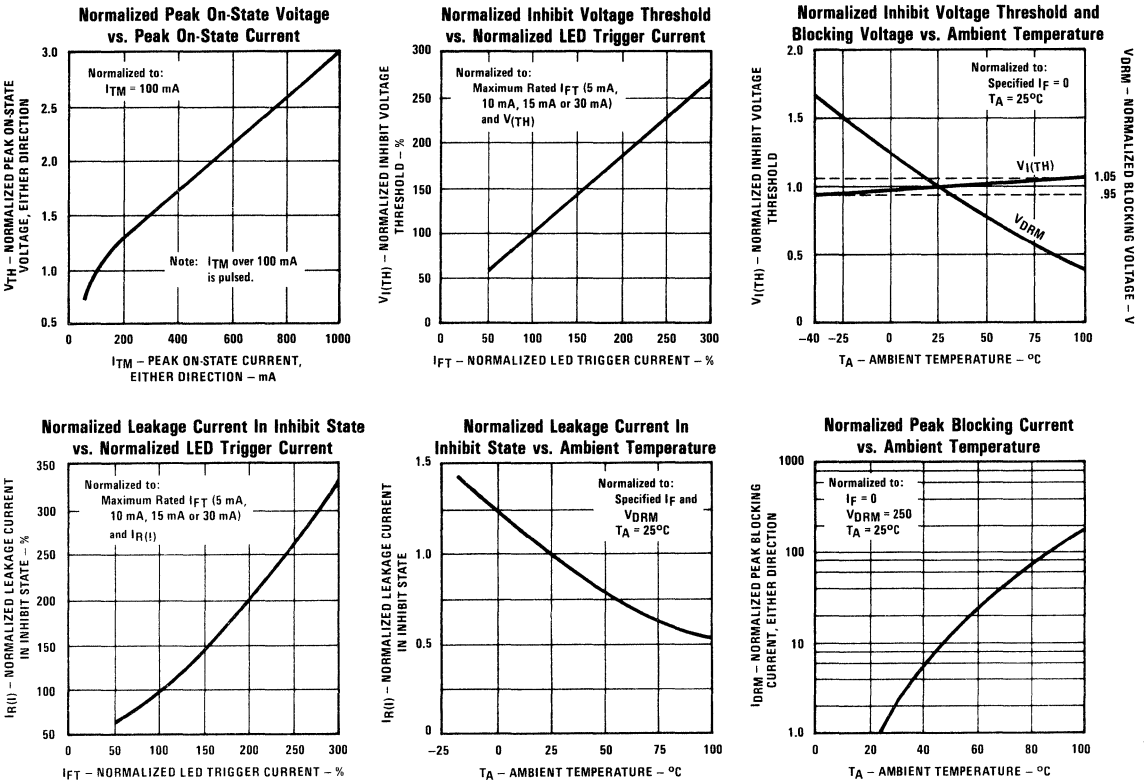 Normalized Peak On-State Voltage
vs. Peak On-State Current
VTH – NORMALIZED PEAK ON-STATE
VOLTAGE, EITHER DIRECTION
3.0
2.5
2.0
1.5
1.0
0.5
Normalized to:
ITM = 100 mA
Note: ITM over 100 mA
is pulsed.
0 200 400 600 800 1000
ITM – PEAK ON-STATE CURRENT,
EITHER DIRECTION – mA
Normalized Inhibit Voltage Threshold
vs. Normalized LED Trigger Current
VI(TH) – NORMALIZED INHIBIT VOLTAGE
THRESHOLD – %
300
250
200
150
100
50
0
Normalized to:
Maximum Rated IFT (5 mA,
10 mA, 15 mA or 30 mA)
and V(TH)
0 50 100 150 200 250 300
IFT – NORMALIZED LED TRIGGER CURRENT – %
Normalized Inhibit Voltage Threshold and
Blocking Voltage vs. Ambient Temperature
VI(TH) – NORMALIZED INHIBIT VOLTAGE
THRESHOLD
2.0
1.5
1.0
0.5
0
Normalized to:
Specified IF = 0
TA = 25°C
VI(TH)
VDRM
1.05
.95
VDRM – NORMALIZED BLOCKING VOLTAGE – V
–40 –25 0 25 50 75 100
TA – AMBIENT TEMPERATURE – °C
Normalized Leakage Current In Inhibit State
vs. Normalized LED Trigger Current
IR(I) – NORMALIZED LEAKAGE CURRENT
IN INHIBIT STATE – %
350
300
250
200
150
100
50
Normalized to:
Maximum Rated IFT (5 mA,
10 mA, 15 mA or 30 mA)
and IR(I)
0 50 100 150 200 250 300
IFT – NORMALIZED LED TRIGGER CURRENT – %
Normalized Leakage Current In
Inhibit State vs. Ambient Temperature
IR(I) – NORMALIZED LEAKAGE CURRENT
IN INHIBIT STATE
1.5
1.0
0.5
0
Normalized to:
Specified IF and
VDRM
TA = 25°C
–25 0 25 50 75 100
TA – AMBIENT TEMPERATURE – °C
Normalized Peak Blocking Current
vs. Ambient Temperature
IDRM – NORMALIZED PEAK BLOCKING
CURRENT, EITHER DIRECTION
1000
100
10
1.0
Normalized to:
IF = 0
VDRM = 250
TA = 25°C
0 20 40 60 80 100
TA – AMBIENT TEMPERATURE – °C